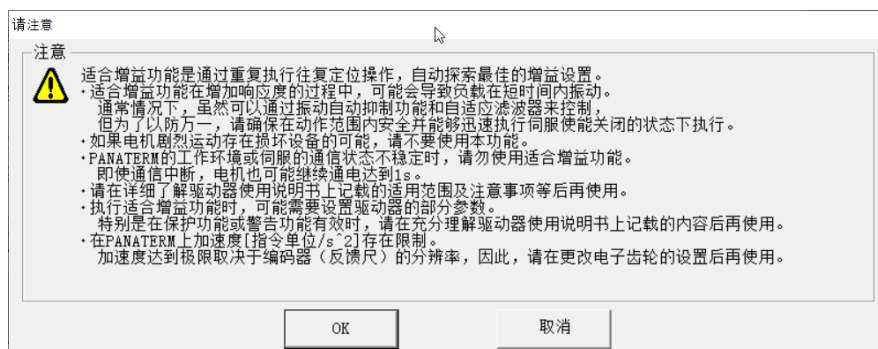 请注意
注意
适合增益功能是通过重复执行往复定位操作，自动探索最佳的增益设置。
·适合增益功能在增加响应度的过程中，可能会导致负载在短时间内振动。
通常情况下，虽然可以通过振动自动抑制功能和自适应滤波器来控制，
但为了以防万一，请确保在动作范围内安全并能够迅速执行伺服使能关闭的状态下执行。
·如果电机剧烈运动存在损坏设备的可能，请不要使用本功能。
·PANATERM的工作环境或伺服的通信状态不稳定时，请勿使用适合增益功能。
即使通信中断，电机也可能继续通电达到1s。
·请在详细了解驱动器使用说明书上记载的适用范围及注意事项等后再使用。
·执行适合增益功能时，可能需要设置驱动器的部分参数。
特别是在保护功能或警告功能有效时，请在充分理解驱动器使用说明书上记载的内容后再使用。
·在PANATERM上加速度[指令单位/s^2]存在限制。
加速度达到极限取决于编码器（反馈尺）的分辨率，因此，请在更改电子齿轮的设置后再使用。
OK
取消